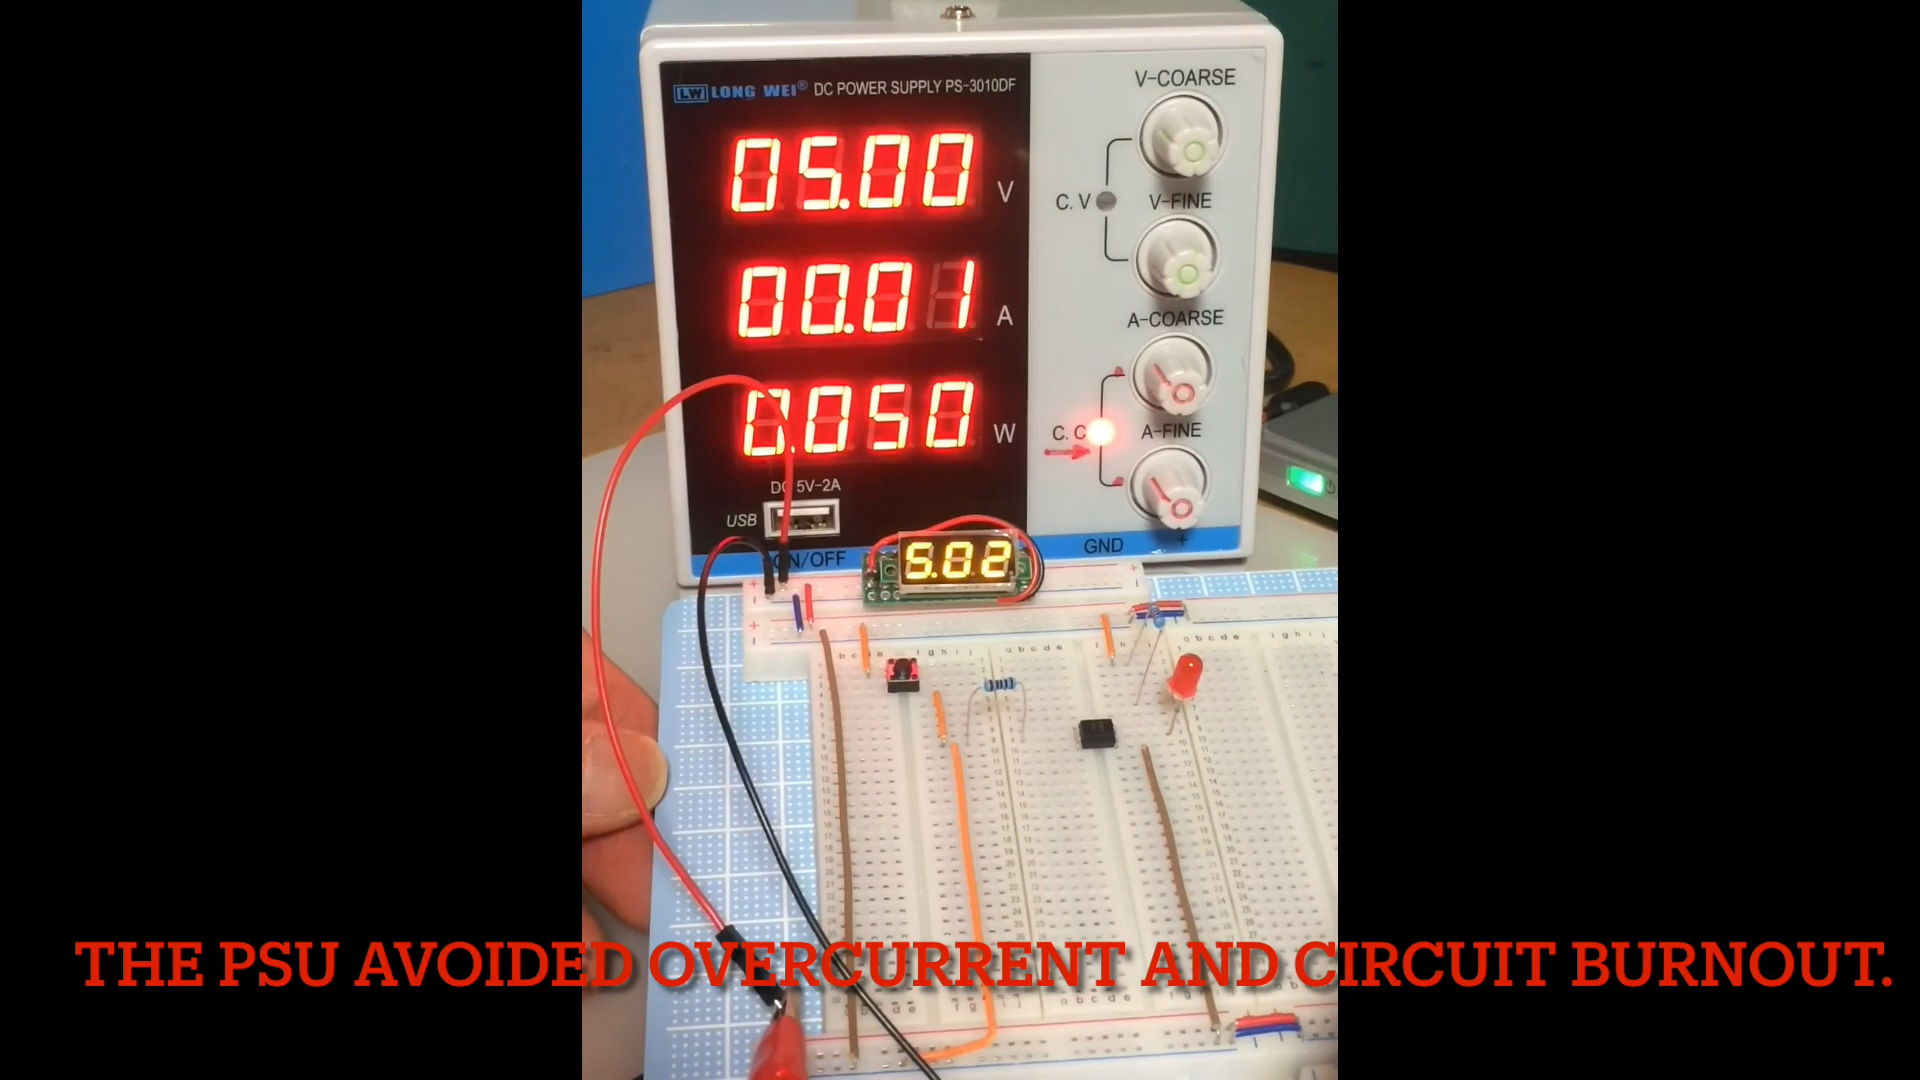 LW LONG WEI® DC POWER SUPPLY PS-3010DF
05.00 V
00.01 A
0050 W
DC 5V-2A
USB
ON/OFF
V-COARSE
C.V
V-FINE
A-COARSE
C.C
A-FINE
GND
+
5.02
THE PSU AVOIDED OVERCURRENT AND CIRCUIT BURNOUT.